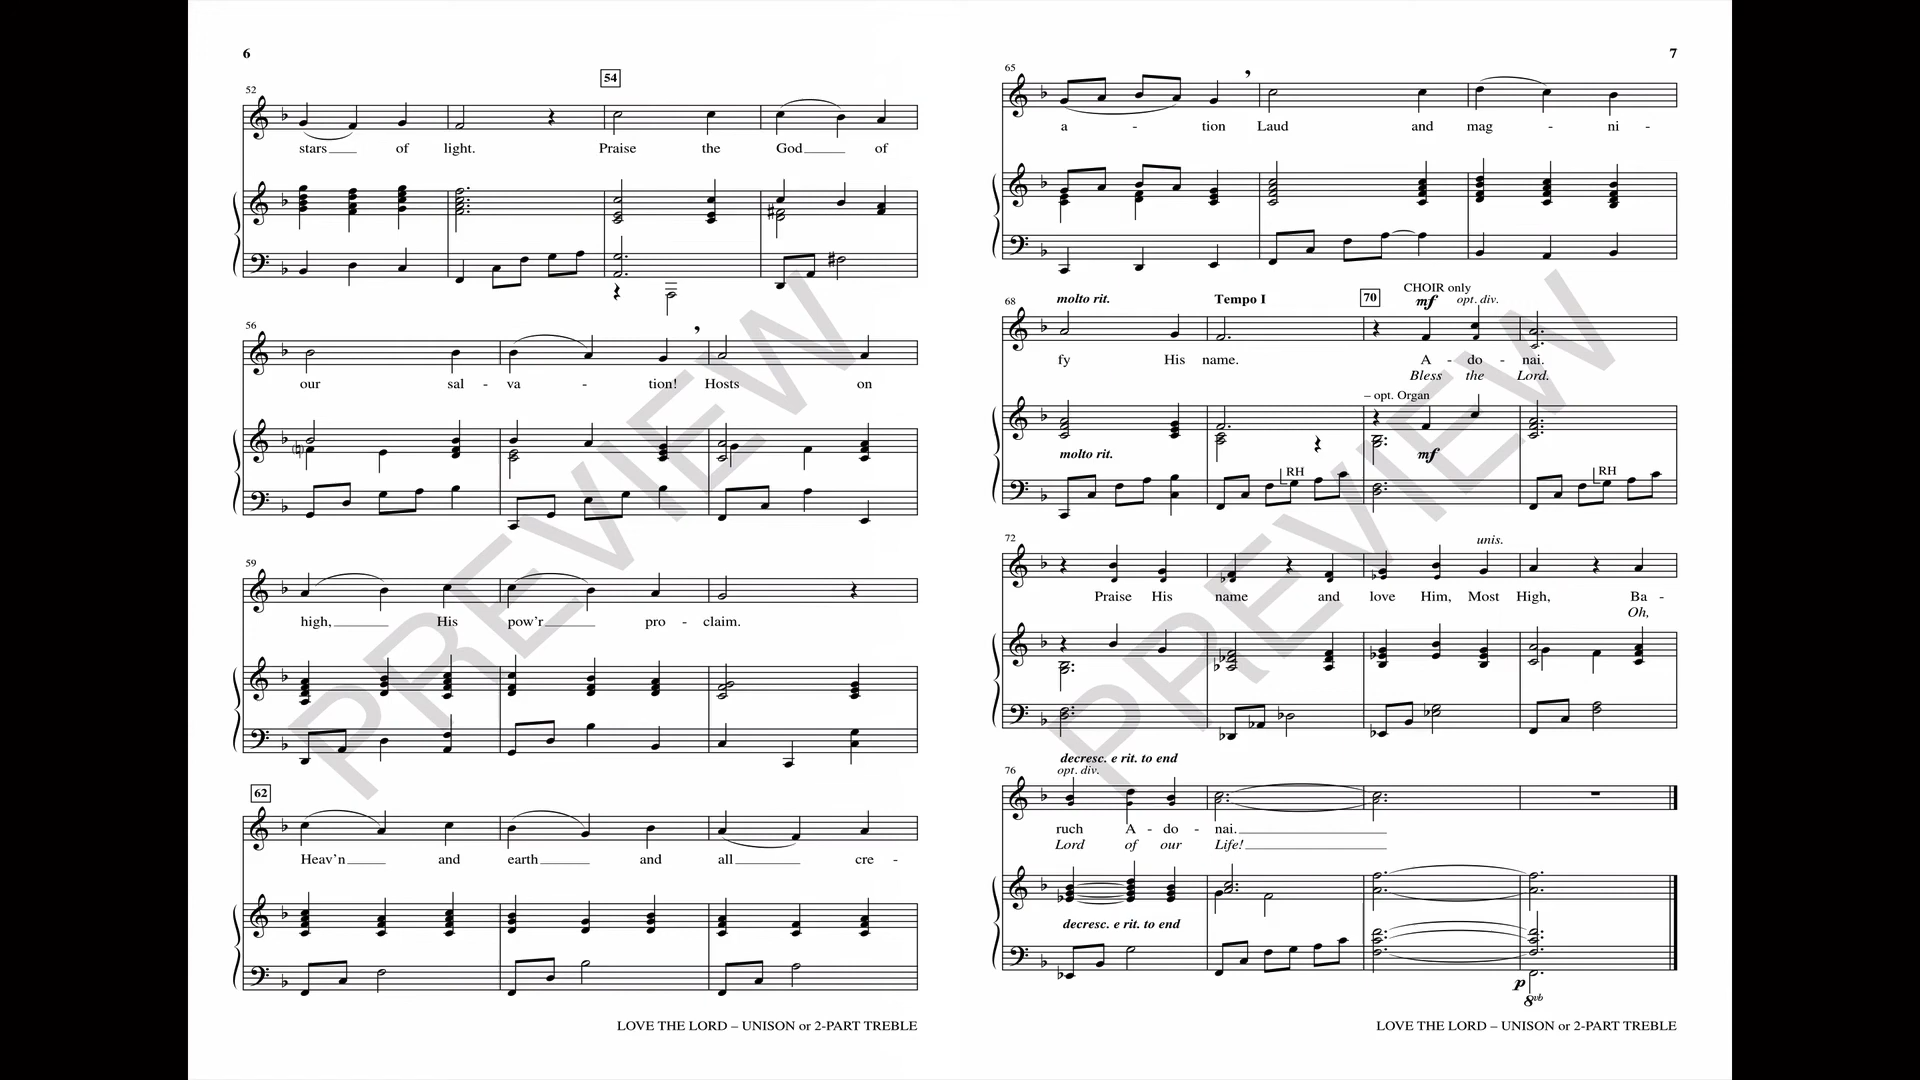 6
54
52
stars of light. Praise the God of
56
our sal - va - tion! Hosts on
59
high, His pow'r pro - claim.
62
Heav'n and earth and all cre -
LOVE THE LORD – UNISON or 2-PART TREBLE
PREVIEW
7
65
a - tion Laud and mag - ni -
CHOIR only
68
molto rit. Tempo I 70 mf opt. div.
fy His name. A - do - nai.
Bless the Lord.
– opt. Organ
molto rit. mf
RH RH
72
unis.
Praise His name and love Him, Most High, Ba -
Oh,
decresc. e rit. to end
76
opt. div.
ruch A - do - nai.
Lord of our Life!
decresc. e rit. to end
p
8vb
LOVE THE LORD – UNISON or 2-PART TREBLE
PREVIEW